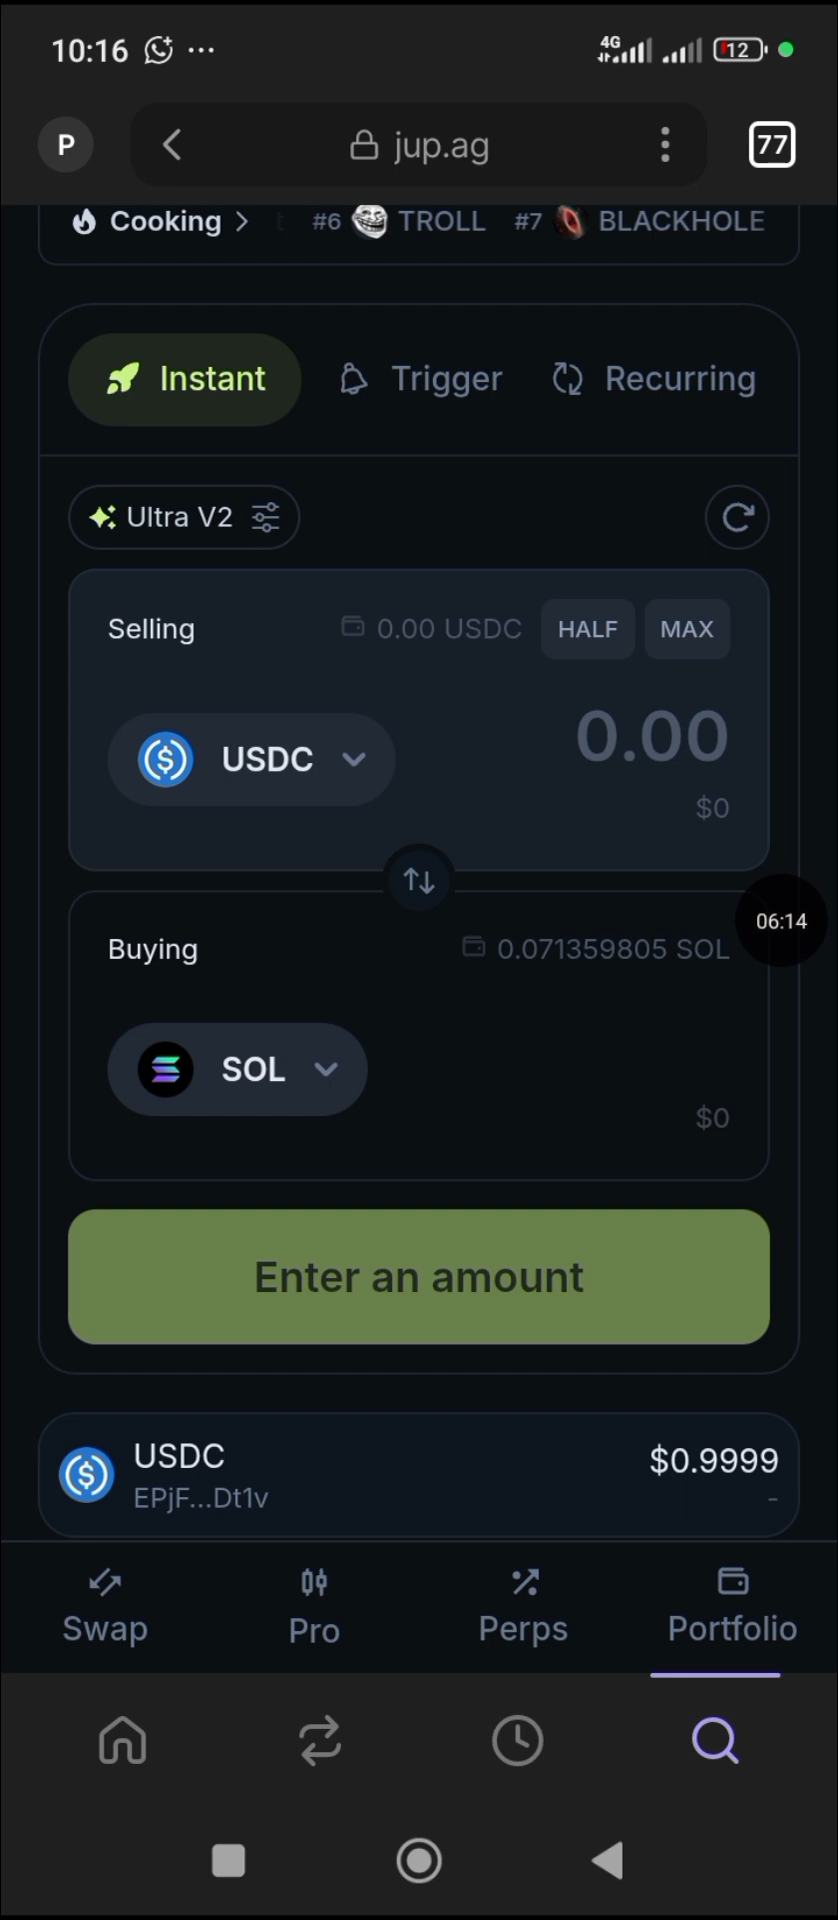 10:16 4G 12
P jup.ag 77
Cooking #6 TROLL #7 BLACKHOLE
Instant Trigger Recurring
Ultra V2
Selling 0.00 USDC HALF MAX
USDC 0.00
$0
06:14
Buying 0.071359805 SOL
SOL
$0
Enter an amount
USDC $0.9999
EPjF...Dt1v -
Swap Pro Perps Portfolio